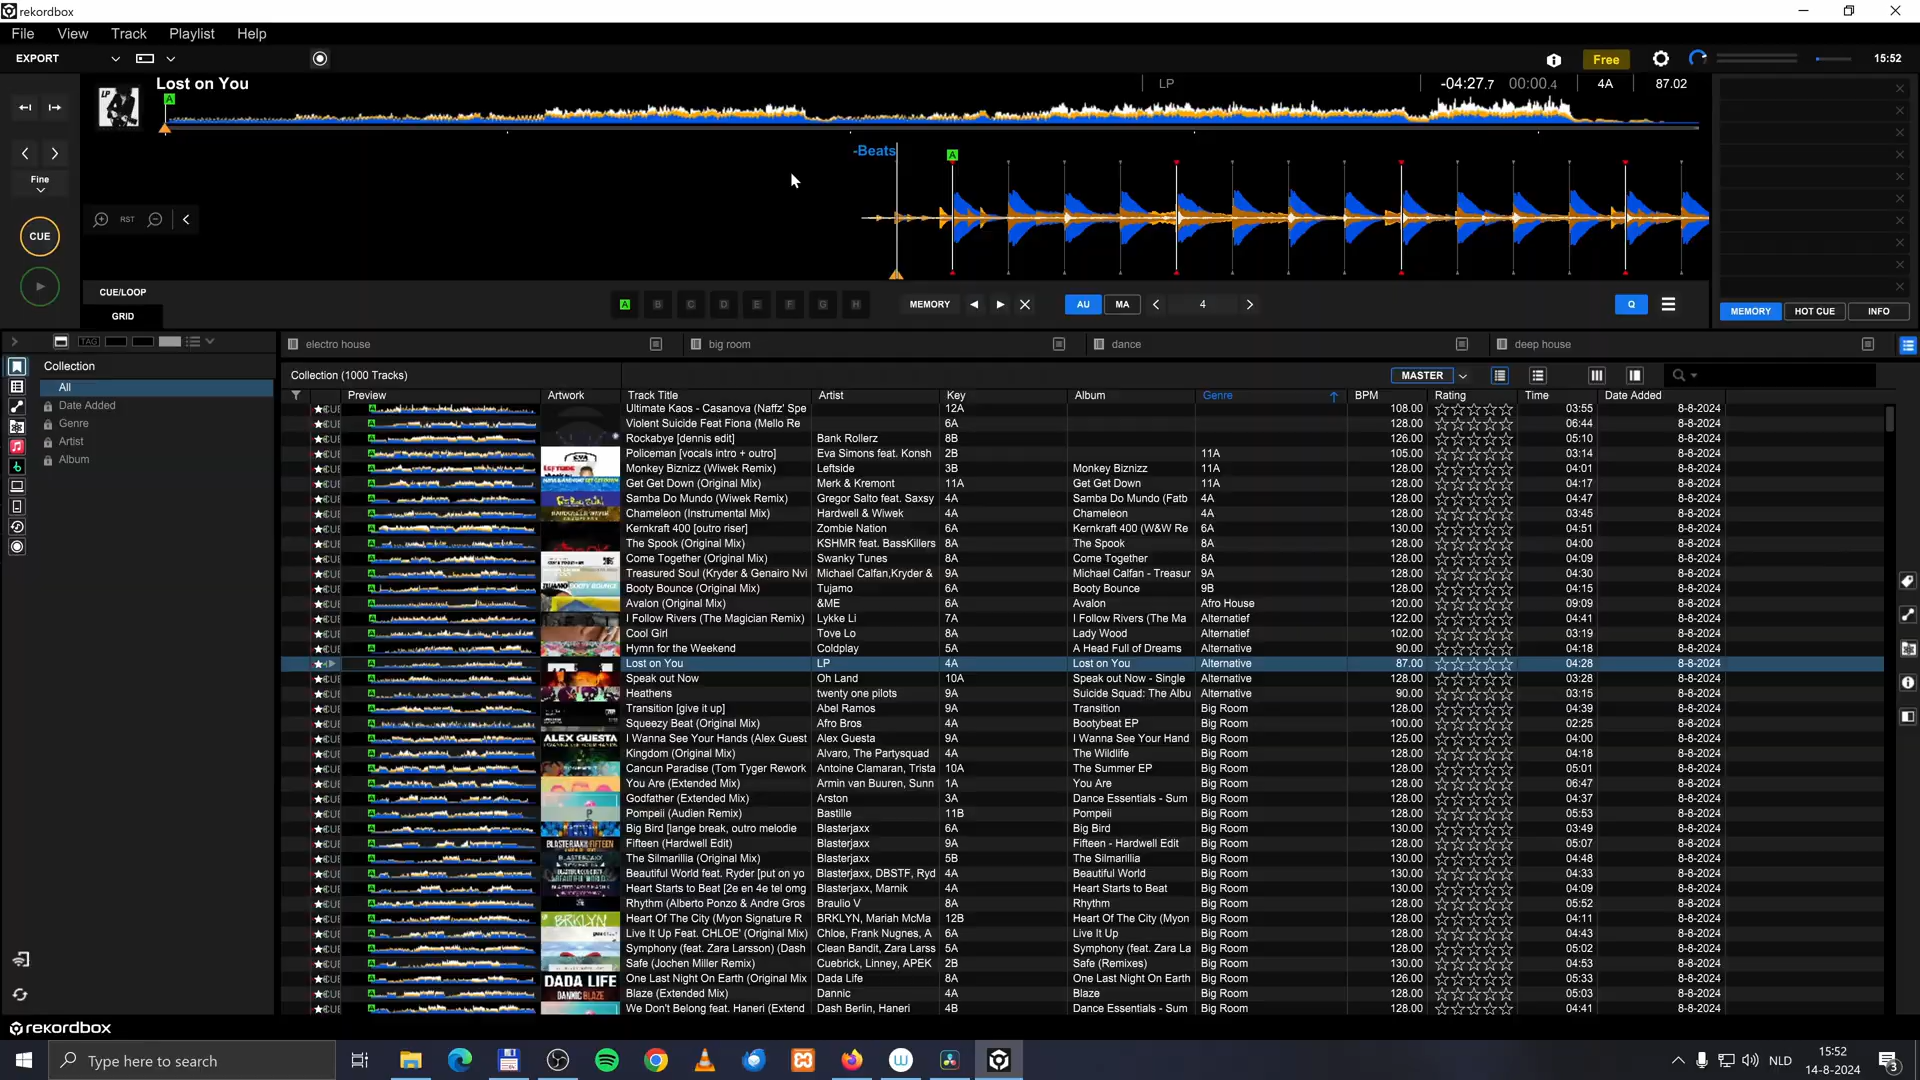 rekordbox
File View Track Playlist Help
EXPORT Free 15:52
Lost on You LP -04:27.7 00:00.4 4A 87.02
A
-Beats A
Fine
RST
CUE
CUE/LOOP
GRID
A B C D E F G H MEMORY AU MA 4 Q
MEMORY HOT CUE INFO
TAG
electro house big room dance deep house
Collection
All
Date Added
Genre
Artist
Album
Collection (1000 Tracks) MASTER
Preview Artwork Track Title Artist Key Album Genre BPM Rating Time Date Added
Ultimate Kaos - Casanova (Naffz' Spe 12A 108.00 03:55 8-8-2024
Violent Suicide Feat Fiona (Mello Re 6A 128.00 06:44 8-8-2024
Rockabye [dennis edit] Bank Rollerz 8B 126.00 05:10 8-8-2024
Policeman [vocals intro + outro] Eva Simons feat. Konsh 2B 11A 105.00 03:14 8-8-2024
Monkey Biznizz (Wiwek Remix) Leftside 3B Monkey Biznizz 11A 128.00 04:01 8-8-2024
Get Get Down (Original Mix) Merk & Kremont 11A Get Get Down 11A 128.00 04:17 8-8-2024
Samba Do Mundo (Wiwek Remix) Gregor Salto feat. Saxsy 4A Samba Do Mundo (Fatb 4A 128.00 04:47 8-8-2024
Chameleon (Instrumental Mix) Hardwell & Wiwek 4A Chameleon 4A 128.00 03:45 8-8-2024
Kernkraft 400 [outro riser] Zombie Nation 6A Kernkraft 400 (W&W Re 6A 130.00 04:51 8-8-2024
The Spook (Original Mix) KSHMR feat. BassKillers 8A The Spook 8A 128.00 04:00 8-8-2024
Come Together (Original Mix) Swanky Tunes 8A Come Together 8A 128.00 04:09 8-8-2024
Treasured Soul (Kryder & Genairo Nvi Michael Calfan,Kryder & 9A Michael Calfan - Treasur 9A 128.00 04:30 8-8-2024
Booty Bounce (Original Mix) Tujamo 6A Booty Bounce 9B 128.00 04:15 8-8-2024
Avalon (Original Mix) &ME 6A Avalon Afro House 120.00 09:09 8-8-2024
I Follow Rivers (The Magician Remix) Lykke Li 7A I Follow Rivers (The Ma Alternatief 122.00 04:41 8-8-2024
Cool Girl Tove Lo 8A Lady Wood Alternatief 102.00 03:19 8-8-2024
Hymn for the Weekend Coldplay 5A A Head Full of Dreams Alternative 90.00 04:18 8-8-2024
Lost on You LP 4A Lost on You Alternative 87.00 04:28 8-8-2024
Speak out Now Oh Land 10A Speak out Now - Single Alternative 128.00 03:28 8-8-2024
Heathens twenty one pilots 9A Suicide Squad: The Albu Alternative 90.00 03:15 8-8-2024
Transition [give it up] Abel Ramos 9A Transition Big Room 128.00 04:39 8-8-2024
Squeezy Beat (Original Mix) Afro Bros 4A Bootybeat EP Big Room 100.00 02:25 8-8-2024
I Wanna See Your Hands (Alex Guest Alex Guesta 9A I Wanna See Your Hand Big Room 125.00 04:00 8-8-2024
Kingdom (Original Mix) Alvaro, The Partysquad 4A The Wildlife Big Room 128.00 04:18 8-8-2024
Cancun Paradise (Tom Tyger Rework Antoine Clamaran, Trista 10A The Summer EP Big Room 128.00 05:01 8-8-2024
You Are (Extended Mix) Armin van Buuren, Sunn 1A You Are Big Room 128.00 06:47 8-8-2024
Godfather (Extended Mix) Arston 3A Dance Essentials - Sum Big Room 128.00 04:37 8-8-2024
Pompeii (Audien Remix) Bastille 11B Pompeii Big Room 128.00 05:53 8-8-2024
Big Bird [lange break, outro melodie Blasterjaxx 6A Big Bird Big Room 130.00 03:49 8-8-2024
Fifteen (Hardwell Edit) Blasterjaxx 9A Fifteen - Hardwell Edit Big Room 128.00 05:07 8-8-2024
The Silmarillia (Original Mix) Blasterjaxx 5B The Silmarillia Big Room 130.00 04:48 8-8-2024
Beautiful World feat. Ryder [put on yo Blasterjaxx, DBSTF, Ryd 4A Beautiful World Big Room 130.00 04:33 8-8-2024
Heart Starts to Beat [2e en 4e tel omg Blasterjaxx, Marnik 4A Heart Starts to Beat Big Room 130.00 04:09 8-8-2024
Rhythm (Alberto Ponzo & Andre Gros Braulio V 8A Rhythm Big Room 128.00 05:52 8-8-2024
Heart Of The City (Myon Signature R BRKLYN, Mariah McMa 12B Heart Of The City (Myon Big Room 128.00 04:11 8-8-2024
Live It Up Feat. CHLOE' (Original Mix) Chloe, Frank Nugnes, A 6A Live It Up Big Room 128.00 04:43 8-8-2024
Symphony (feat. Zara Larsson) (Dash Clean Bandit, Zara Larss 5A Symphony (feat. Zara La Big Room 128.00 05:02 8-8-2024
Safe (Jochen Miller Remix) Cuebrick, Linney, APEK 2B Safe (Remixes) Big Room 130.00 04:53 8-8-2024
One Last Night On Earth (Original Mix Dada Life 8A One Last Night On Earth Big Room 126.00 05:33 8-8-2024
Blaze (Extended Mix) Dannic 4A Blaze Big Room 128.00 05:03 8-8-2024
We Don't Belong feat. Haneri (Extend Dash Berlin, Haneri 4B Dance Essentials - Sum Big Room 128.00 04:41 8-8-2024
ALEX GUESTA
BRKLYN
DADA LIFE
DANNIC BLAZE
rekordbox
Type here to search NLD 15:52
14-8-2024 3